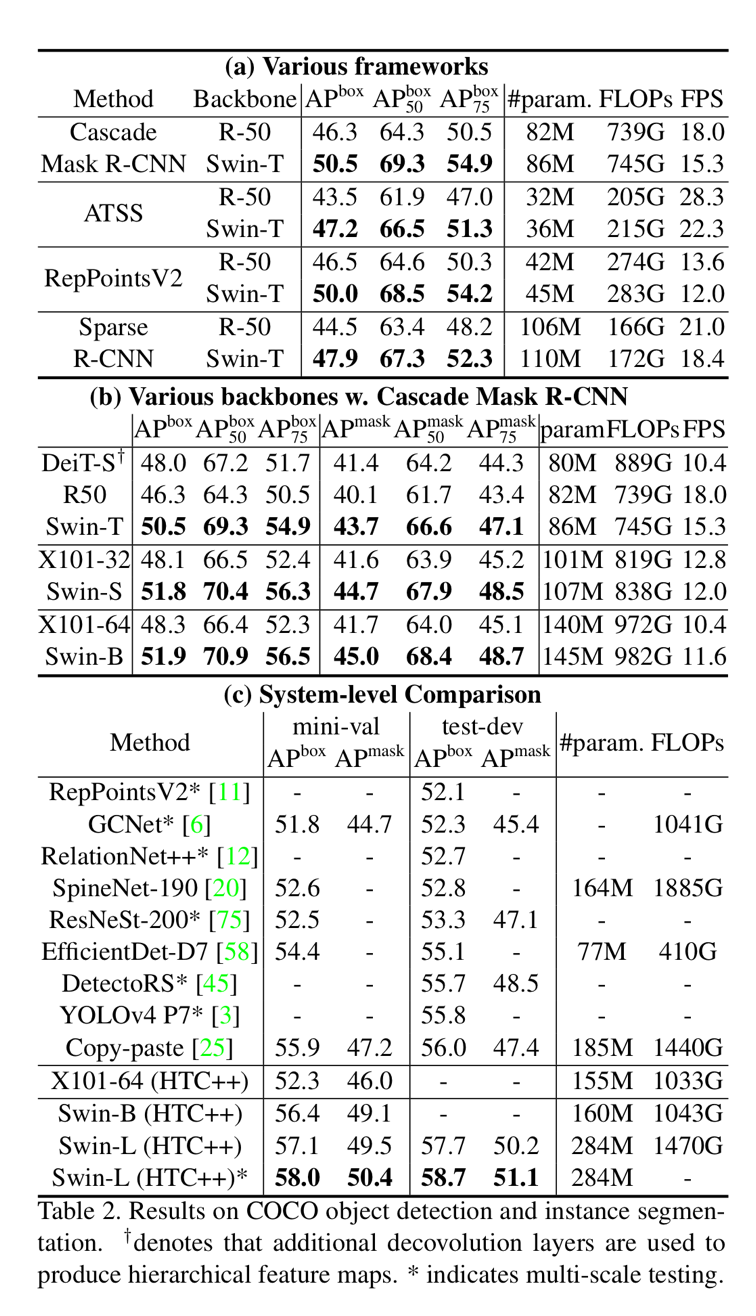 (a) Various frameworks
Method Backbone AP^box AP^box_50 AP^box_75 #param. FLOPs FPS
Cascade R-50 46.3 64.3 50.5 82M 739G 18.0
Mask R-CNN Swin-T 50.5 69.3 54.9 86M 745G 15.3
ATSS R-50 43.5 61.9 47.0 32M 205G 28.3
Swin-T 47.2 66.5 51.3 36M 215G 22.3
RepPointsV2 R-50 46.5 64.6 50.3 42M 274G 13.6
Swin-T 50.0 68.5 54.2 45M 283G 12.0
Sparse R-50 44.5 63.4 48.2 106M 166G 21.0
R-CNN Swin-T 47.9 67.3 52.3 110M 172G 18.4
(b) Various backbones w. Cascade Mask R-CNN
AP^box AP^box_50 AP^box_75 AP^mask AP^mask_50 AP^mask_75 param FLOPs FPS
DeiT-S† 48.0 67.2 51.7 41.4 64.2 44.3 80M 889G 10.4
R50 46.3 64.3 50.5 40.1 61.7 43.4 82M 739G 18.0
Swin-T 50.5 69.3 54.9 43.7 66.6 47.1 86M 745G 15.3
X101-32 48.1 66.5 52.4 41.6 63.9 45.2 101M 819G 12.8
Swin-S 51.8 70.4 56.3 44.7 67.9 48.5 107M 838G 12.0
X101-64 48.3 66.4 52.3 41.7 64.0 45.1 140M 972G 10.4
Swin-B 51.9 70.9 56.5 45.0 68.4 48.7 145M 982G 11.6
(c) System-level Comparison
Method mini-val test-dev #param. FLOPs
AP^box AP^mask AP^box AP^mask
RepPointsV2* [11] - - 52.1 - - -
GCNet* [6] 51.8 44.7 52.3 45.4 - 1041G
RelationNet++* [12] - - 52.7 - - -
SpineNet-190 [20] 52.6 - 52.8 - 164M 1885G
ResNeSt-200* [75] 52.5 - 53.3 47.1 - -
EfficientDet-D7 [58] 54.4 - 55.1 - 77M 410G
DetectoRS* [45] - - 55.7 48.5 - -
YOLOv4 P7* [3] - - 55.8 - - -
Copy-paste [25] 55.9 47.2 56.0 47.4 185M 1440G
X101-64 (HTC++) 52.3 46.0 - - 155M 1033G
Swin-B (HTC++) 56.4 49.1 - - 160M 1043G
Swin-L (HTC++) 57.1 49.5 57.7 50.2 284M 1470G
Swin-L (HTC++)* 58.0 50.4 58.7 51.1 284M -
Table 2. Results on COCO object detection and instance segmen-
tation. †denotes that additional decovolution layers are used to
produce hierarchical feature maps. * indicates multi-scale testing.